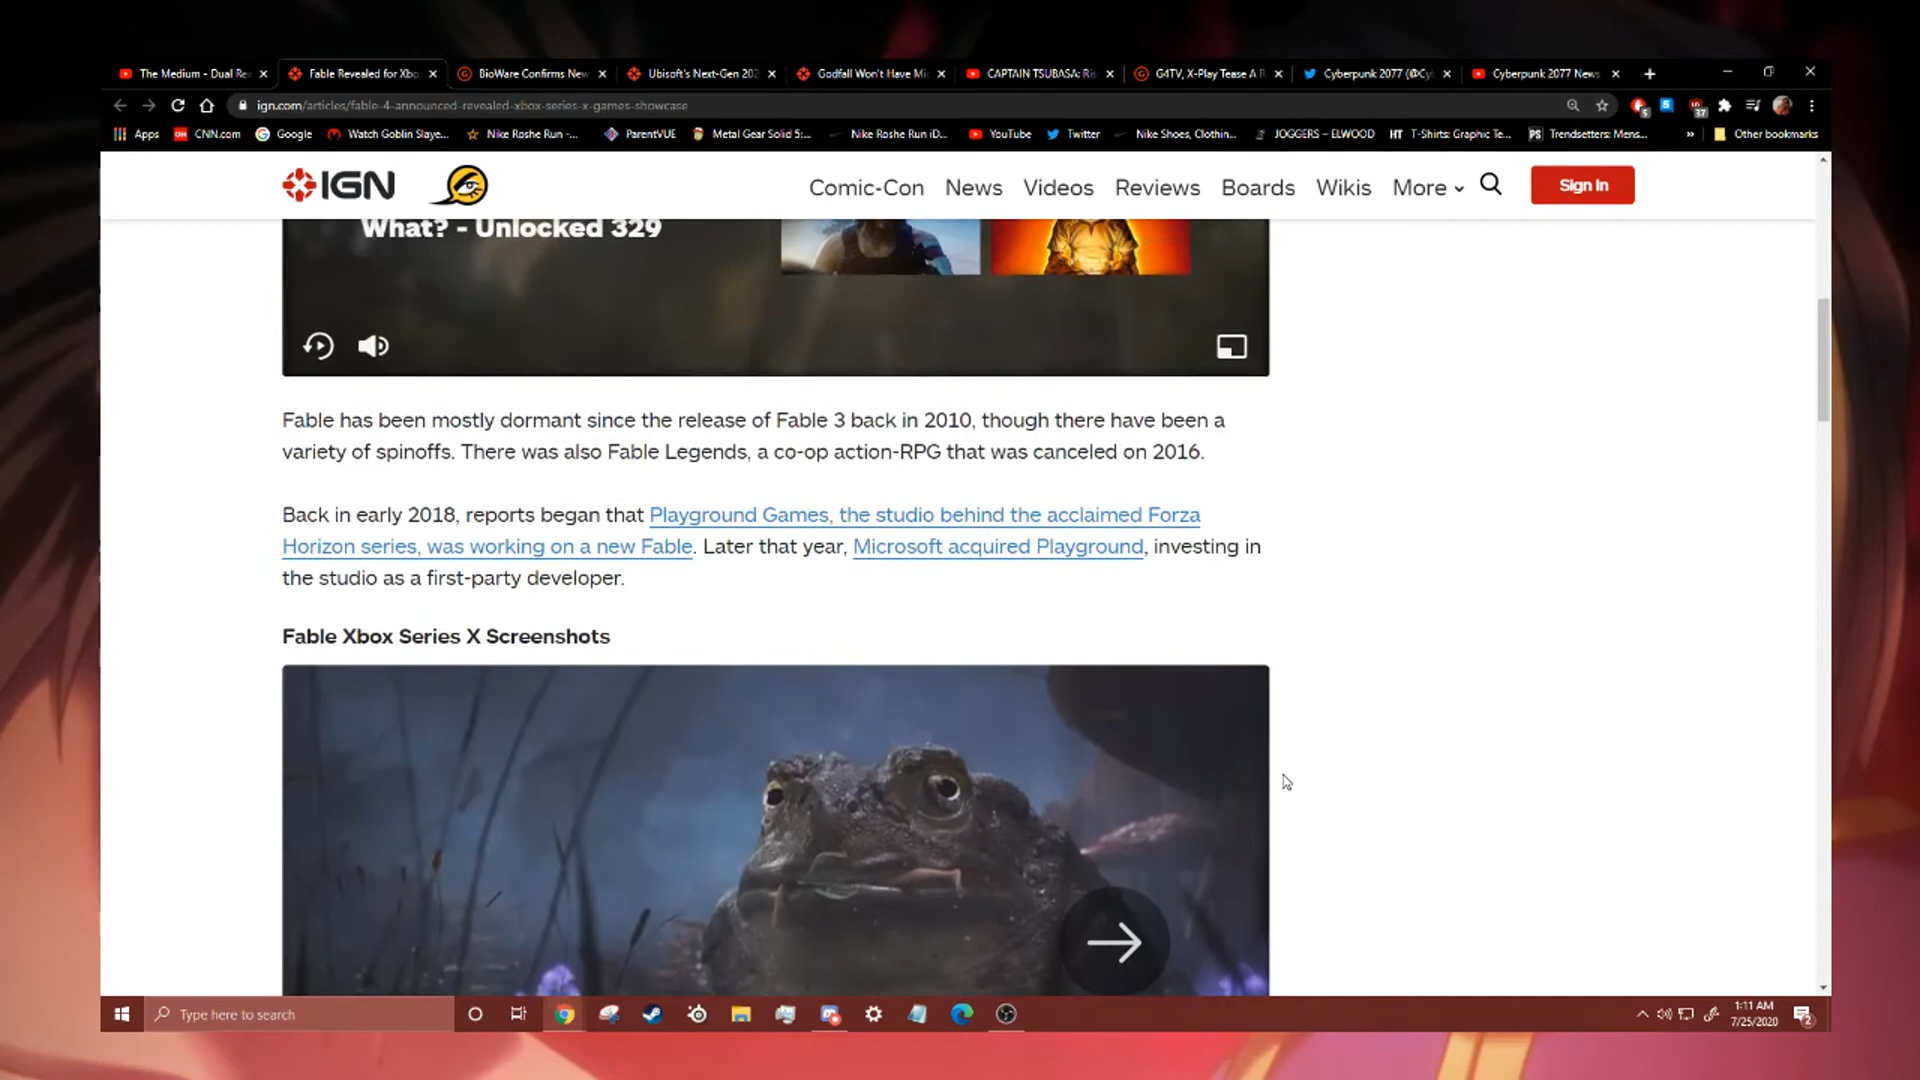 The Medium - Dual Re
Fable Revealed for Xbo
BioWare Confirms New
Ubisoft's Next-Gen 202
Godfall Won't Have Mi
CAPTAIN TSUBASA: Ris
G4TV, X-Play Tease A R
Cyberpunk 2077 (@Cy
Cyberpunk 2077 News
ign.com/articles/fable-4-announced-revealed-xbox-series-x-games-showcase
5
37
Apps
CNN.com
Google
Watch Goblin Slaye...
Nike Roshe Run -...
ParentVUE
Metal Gear Solid 5:...
Nike Roshe Run iD...
YouTube
Twitter
Nike Shoes, Clothin...
JOGGERS – ELWOOD
HT T-Shirts: Graphic Te...
PS Trendsetters: Mens...
»
Other bookmarks
IGN
Comic-Con
News
Videos
Reviews
Boards
Wikis
More
Sign In
What? - Unlocked 329
Fable has been mostly dormant since the release of Fable 3 back in 2010, though there have been a
variety of spinoffs. There was also Fable Legends, a co-op action-RPG that was canceled on 2016.
Back in early 2018, reports began that Playground Games, the studio behind the acclaimed Forza
Horizon series, was working on a new Fable. Later that year, Microsoft acquired Playground, investing in
the studio as a first-party developer.
Fable Xbox Series X Screenshots
Type here to search
1:11 AM
7/25/2020
2